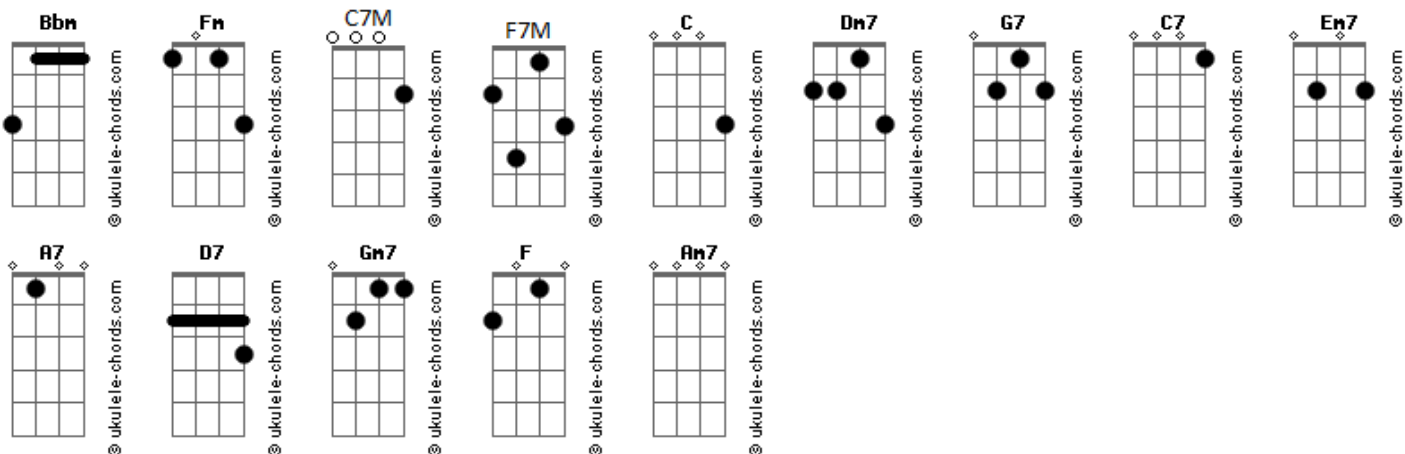 Bbm Fm C7M F7M C Dm7 G7 C7 Em7
© ukulele-chords.com © ukulele-chords.com © ukulele-chords.com © ukulele-chords.com © ukulele-chords.com © ukulele-chords.com © ukulele-chords.com © ukulele-chords.com © ukulele-chords.com
A7 D7 Gm7 F Am7
© ukulele-chords.com © ukulele-chords.com © ukulele-chords.com © ukulele-chords.com © ukulele-chords.com